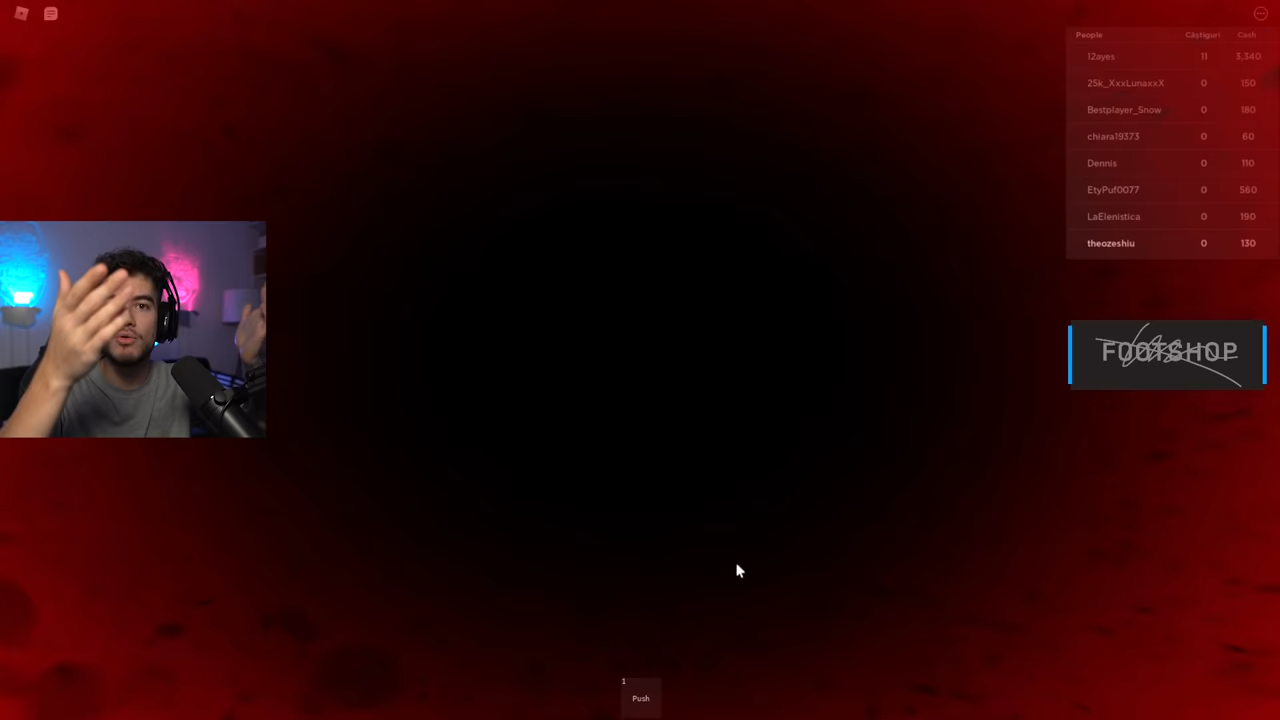 People Câștiguri Cash
12ayes 11 3,340
25k_XxxLunaxxX 0 150
Bestplayer_Snow 0 180
chiara19373 0 60
Dennis 0 110
EtyPuf0077 0 560
LaElenistica 0 190
theozeshiu 0 130
FOOTSHOP
1
Push